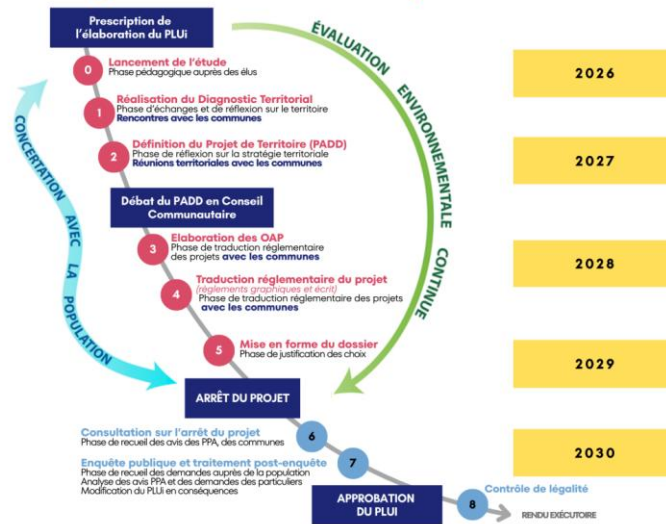 Prescription de
l'élaboration du PLUi
0
Lancement de l'étude
Phase pédagogique auprès des élus
1
Réalisation du Diagnostic Territorial
Phase d'échanges et de réflexion sur le territoire
Rencontres avec les communes
2
Définition du Projet de Territoire (PADD)
Phase de réflexion sur la stratégie territoriale
Réunions territoriales avec les communes
Débat du PADD en Conseil
Communautaire
3
Elaboration des OAP
Phase de traduction réglementaire
des projets avec les communes
4
Traduction réglementaire du projet
(règlements graphiques et écrit)
Phase de traduction réglementaire des projets
avec les communes
5
Mise en forme du dossier
Phase de justification des choix
ARRÊT DU PROJET
Consultation sur l'arrêt du projet
Phase de recueil des avis des PPA, des communes
6
Enquête publique et traitement post-enquête
Phase de recueil des demandes auprès de la population
Analyse des avis PPA et des demandes des particuliers
Modification du PLUi en conséquences
7
APPROBATION
DU PLUI
8
Contrôle de légalité
RENDU EXÉCUTOIRE
CONCERTATION AVEC LA POPULATION
ÉVALUATION ENVIRONNEMENTALE CONTINUE
2026
2027
2028
2029
2030